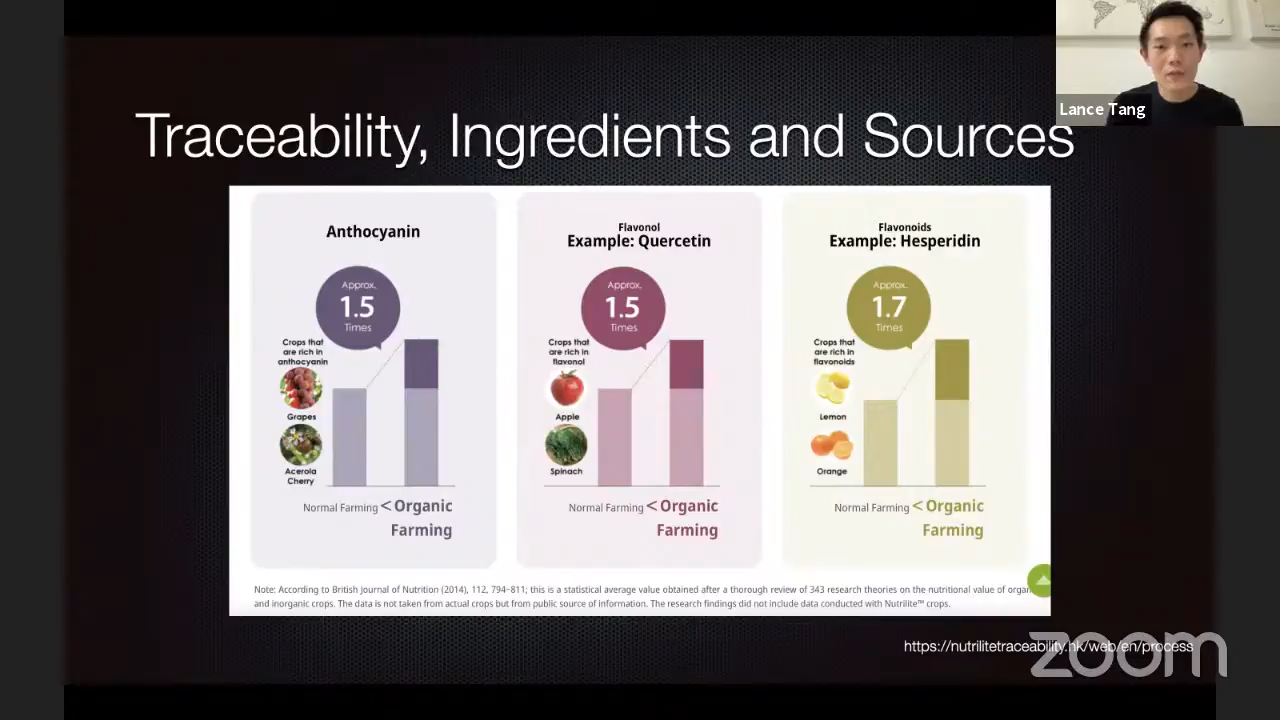 Lance Tang
Traceability, Ingredients and Sources
Anthocyanin
Approx.
1.5
Times
Crops that
are rich in
anthocyanin
Grapes
Acerola
Cherry
Normal Farming < Organic
Farming
Flavonol
Example: Quercetin
Approx.
1.5
Times
Crops that
are rich in
flavonol
Apple
Spinach
Normal Farming < Organic
Farming
Flavonoids
Example: Hesperidin
Approx.
1.7
Times
Crops that
are rich in
flavonoids
Lemon
Orange
Normal Farming < Organic
Farming
Note: According to British Journal of Nutrition (2014), 112, 794–811; this is a statistical average value obtained after a thorough review of 343 research theories on the nutritional value of
and inorganic crops. The data is not taken from actual crops but from public source of information. The research findings did not include data conducted with Nutrilite™ crops.
https://nutrilitetraceability.hk/web/en/process
zoom